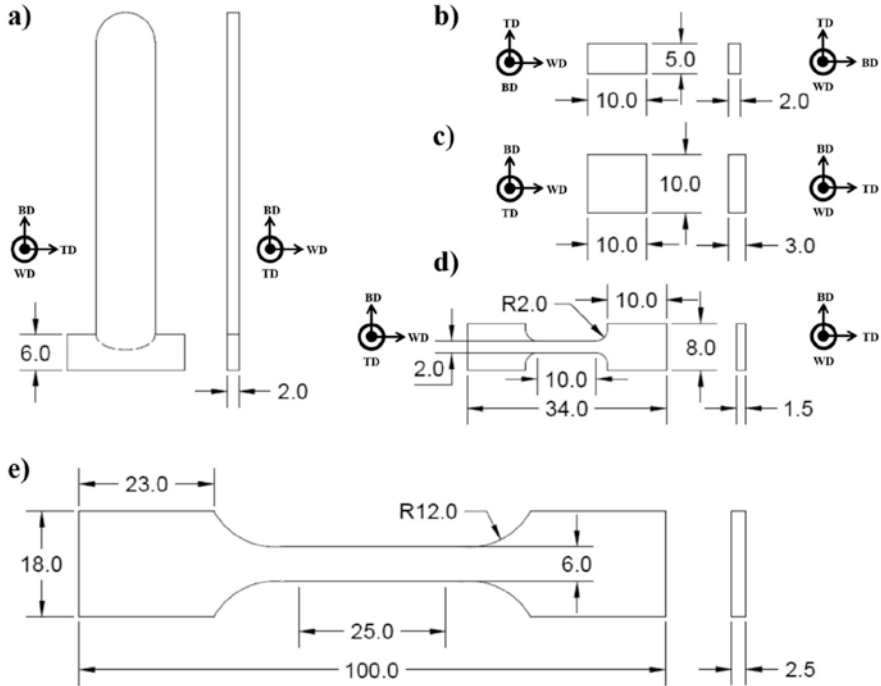 a)
BD
TD
WD
BD
WD
TD
6.0
2.0
b)
TD
WD
BD
5.0
10.0
2.0
TD
BD
WD
c)
BD
WD
TD
10.0
10.0
3.0
BD
TD
WD
d)
BD
WD
TD
R2.0
10.0
2.0
10.0
34.0
8.0
1.5
BD
TD
WD
e)
23.0
18.0
R12.0
6.0
25.0
100.0
2.5